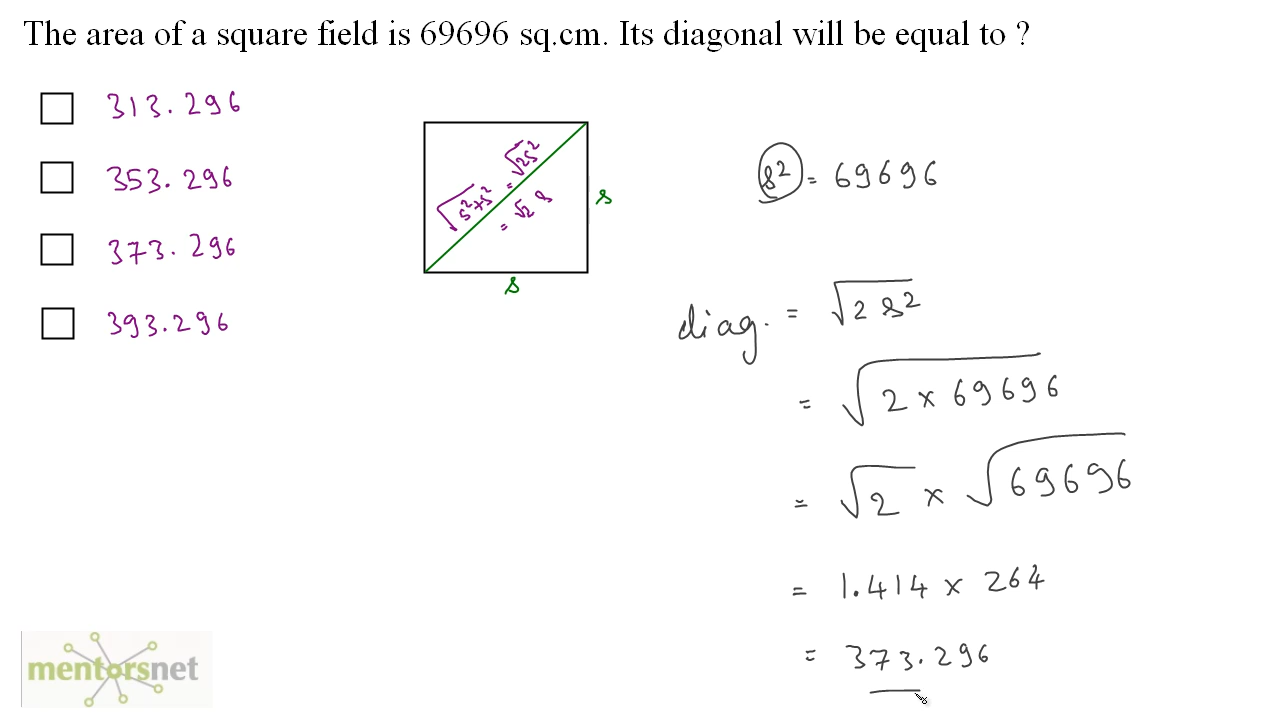 The area of a square field is 69696 sq.cm. Its diagonal will be equal to ?
313.296
353.296
373.296
393.296
√s²+s² = √2s²
= √2 s
s
s
s² = 69696
diag. = √2 s²
= √2 × 69696
= √2 × √69696
= 1.414 × 264
= 373.296
mentorsnet